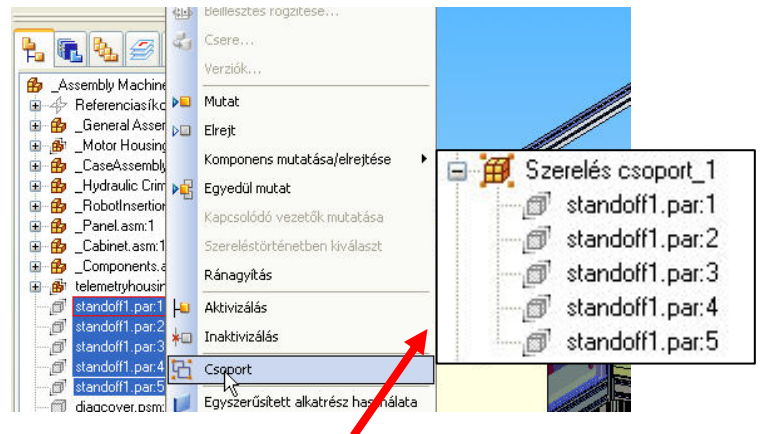 _Assembly Machine
Referenciasík
_General Asser
_Motor Housing
_CaseAssembly
_Hydraulic Crim
_RobotInsertion
_Panel.asm:1
_Cabinet.asm:1
_Components.a
telemetryhousin
standoff1.par:1
standoff1.par:2
standoff1.par:3
standoff1.par:4
standoff1.par:5
diagcover.psm:
Beillesztés rögzítése...
Csere...
Verziók...
Mutat
Elrejt
Komponens mutatása/elrejtése
Egyedül mutat
Kapcsolódó vezetők mutatása
Szereléstörténetben kiválaszt
Ránagyítás
Aktivizálás
Inaktivizálás
Csoport
Egyszerűsített alkatrész használata
Szerelés csoport_1
standoff1.par:1
standoff1.par:2
standoff1.par:3
standoff1.par:4
standoff1.par:5